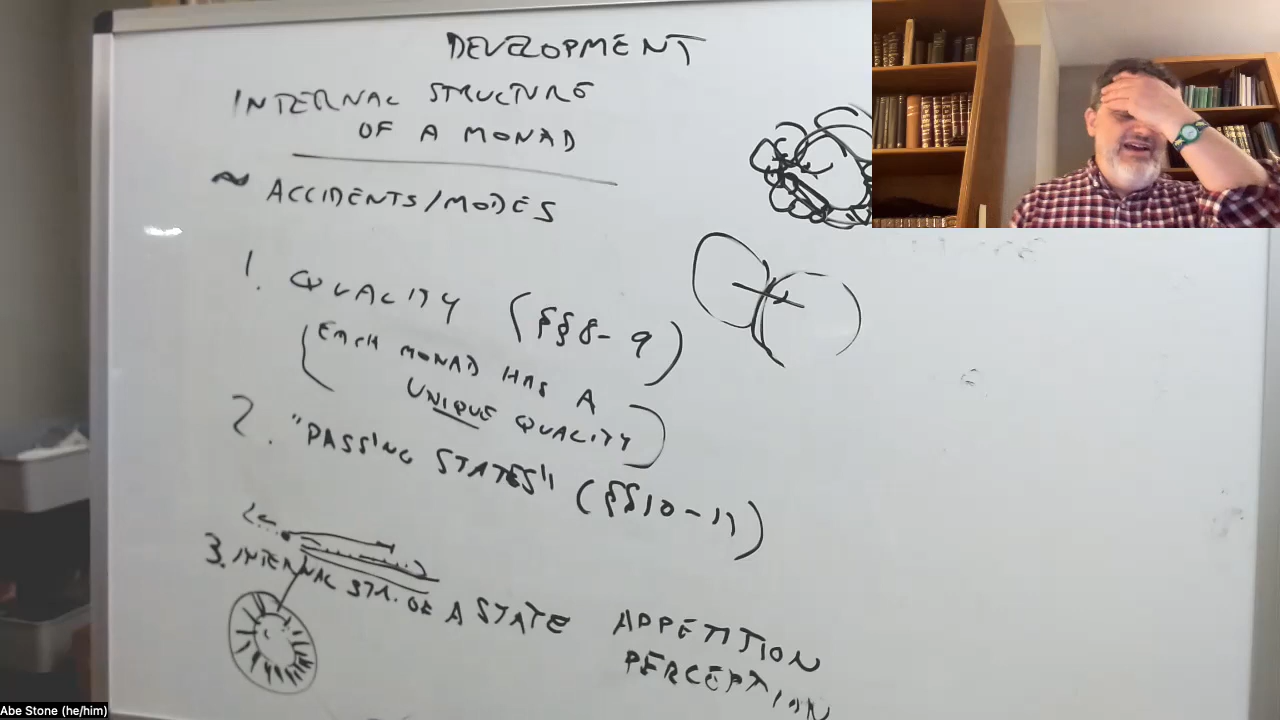 DEVELOPMENT
INTERNAL STRUCTURE
OF A MONAD
~ ACCIDENTS/MODES
1. QUALITY (§§8-9)
(EACH MONAD HAS A
UNIQUE QUALITY)
2. "PASSING STATES" (§§10-11)
3. INTERNAL STR. OF A STATE
APPETITION
PERCEPTION
Abe Stone (he/him)